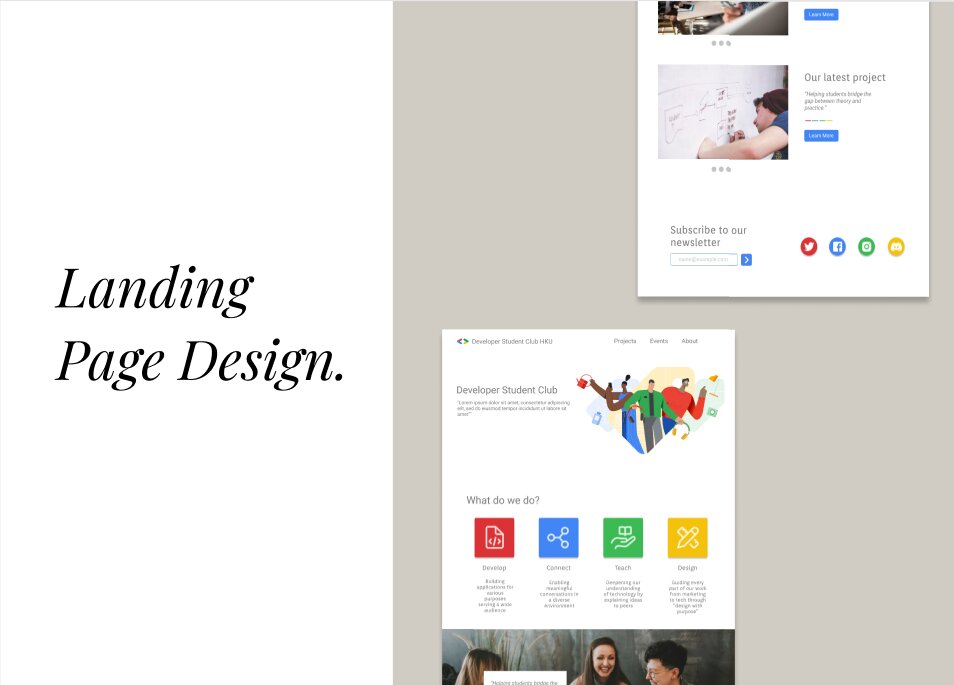 Landing
Page Design.
Learn More
Our latest project
"Helping students bridge the
gap between theory and
practice."
Learn More
Subscribe to our
newsletter
name@example.com
Developer Student Club HKU
Projects
Events
About
Developer Student Club
"Lorem ipsum dolor sit amet, consectetur adipiscing
elit, sed do eiusmod tempor incididunt ut labore sit
amet""
What do we do?
Develop
Building
applications for
various
purposes
serving a wide
audience
Connect
Enabling
meaningful
conversations in
a diverse
environment
Teach
Deepening our
understanding
of technology by
explaining ideas
to peers
Design
Guiding every
part of our work
from marketing
to tech through
"design with
purpose"
"Helping students bridge the